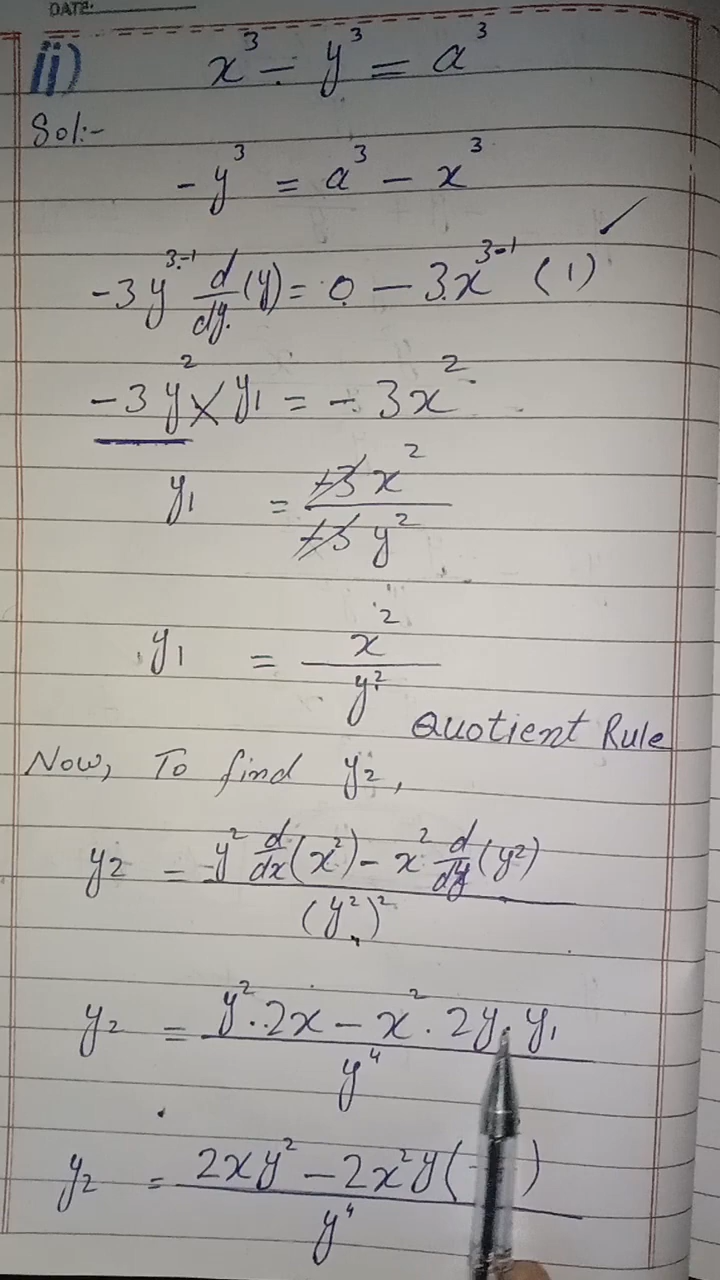 DATE:
ii) x³ - y³ = a³
Sol:-
-y³ = a³ - x³
-3y³⁻¹ d/dy (y) = 0 - 3x³⁻¹ (1)
-3y² × y₁ = -3x²
y₁ = -3x² / -3y²
y₁ = x² / y²
Quotient Rule
Now, To find y₂,
y₂ = y² d/dx (x²) - x² d/dy (y²) / (y²)²
y₂ = y² . 2x - x² . 2y . y₁ / y⁴
y₂ = 2xy² - 2x²y ( ) / y⁴